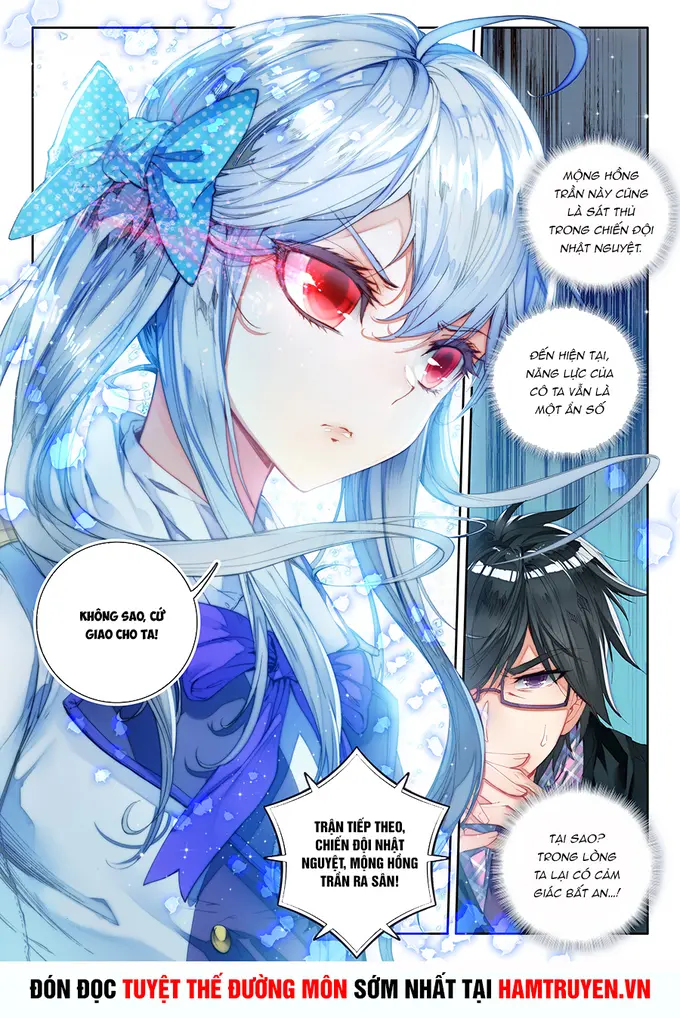 MỘNG HỒNG
TRẦN NÀY CŨNG
LÀ SÁT THỦ
TRONG CHIẾN ĐỘI
NHẬT NGUYỆT.
ĐẾN HIỆN TẠI,
NĂNG LỰC CỦA
CÔ TA VẪN LÀ
MỘT ẨN SỐ
KHÔNG SAO, CỨ
GIAO CHO TA!
TRẬN TIẾP THEO,
CHIẾN ĐỘI NHẬT
NGUYỆT, MỘNG HỒNG
TRẦN RA SÂN!
TẠI SAO?
TRONG LÒNG
TA LẠI CÓ CẢM
GIÁC BẤT AN...!
ĐÓN ĐỌC TUYỆT THẾ ĐƯỜNG MÔN SỚM NHẤT TẠI HAMTRUYEN.VN